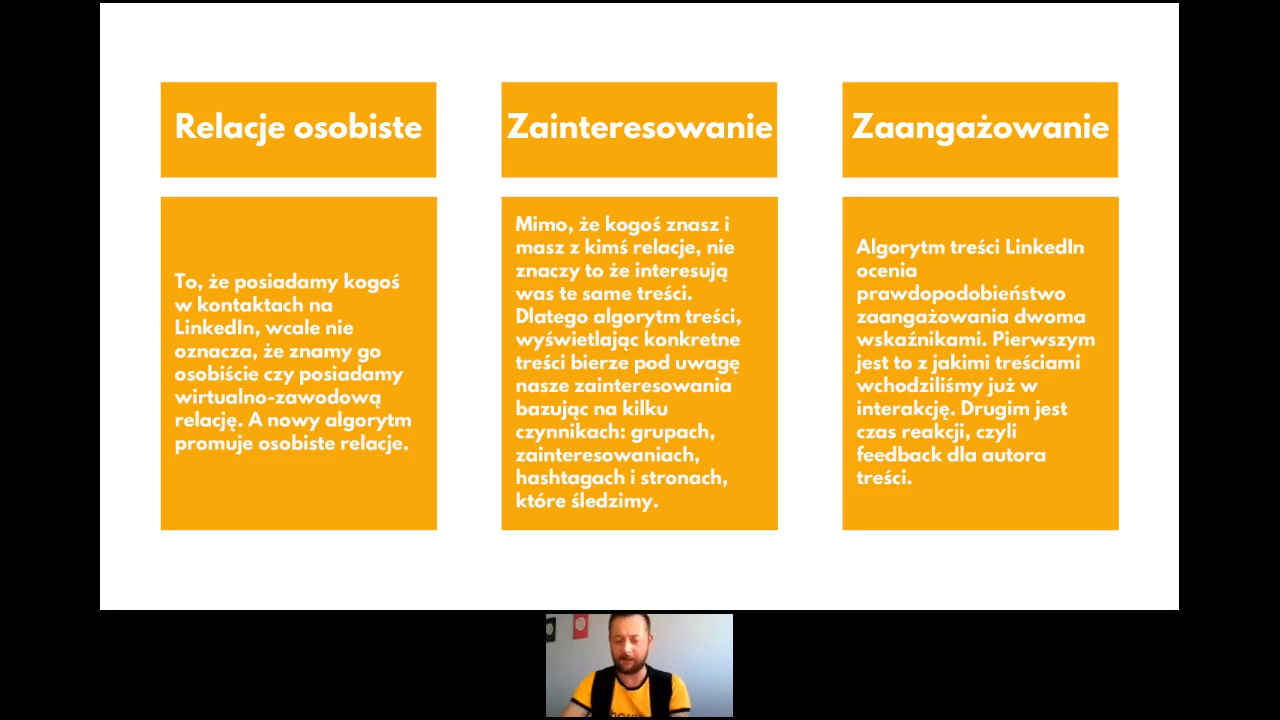 Relacje osobiste
To, że posiadamy kogoś
w kontaktach na
LinkedIn, wcale nie
oznacza, że znamy go
osobiście czy posiadamy
wirtualno-zawodową
relację. A nowy algorytm
promuje osobiste relacje.
Zainteresowanie
Mimo, że kogoś znasz i
masz z kimś relacje, nie
znaczy to że interesują
was te same treści.
Dlatego algorytm treści,
wyświetlając konkretne
treści bierze pod uwagę
nasze zainteresowania
bazując na kilku
czynnikach: grupach,
zainteresowaniach,
hashtagach i stronach,
które śledzimy.
Zaangażowanie
Algorytm treści LinkedIn
ocenia
prawdopodobieństwo
zaangażowania dwoma
wskaźnikami. Pierwszym
jest to z jakimi treściami
wchodziliśmy już w
interakcję. Drugim jest
czas reakcji, czyli
feedback dla autora
treści.